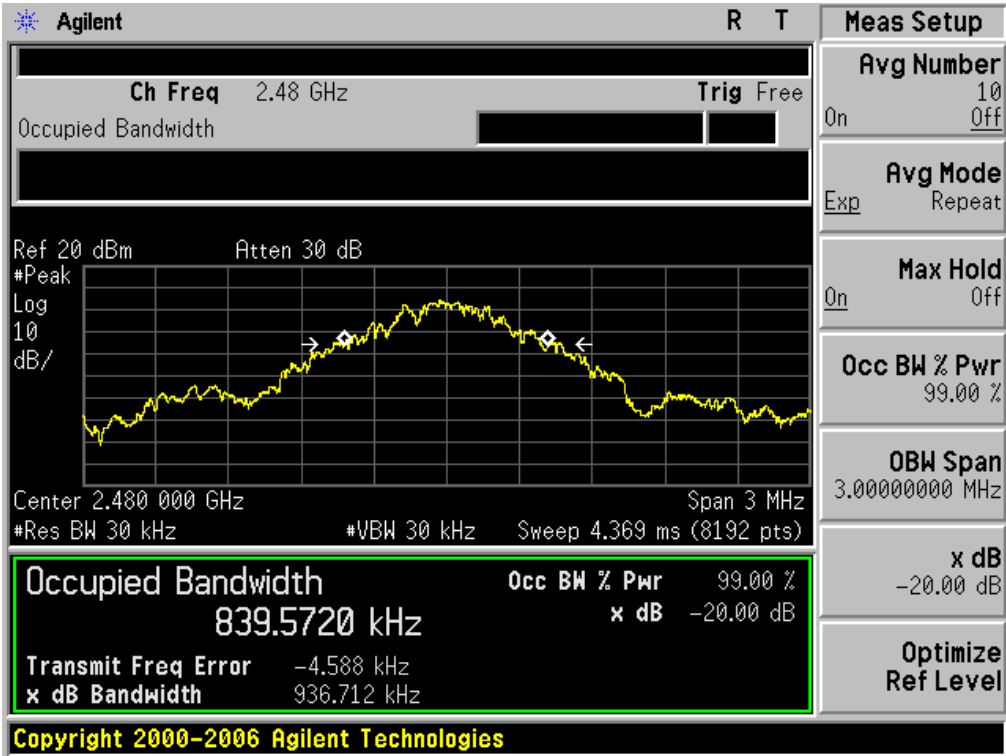 Agilent R T
Meas Setup
Ch Freq 2.48 GHz Trig Free
Occupied Bandwidth
Ref 20 dBm Atten 30 dB
#Peak
Log
10
dB/
Center 2.480 000 GHz Span 3 MHz
#Res BW 30 kHz #VBW 30 kHz Sweep 4.369 ms (8192 pts)
Occupied Bandwidth Occ BW % Pwr 99.00 %
839.5720 kHz x dB -20.00 dB
Transmit Freq Error -4.588 kHz
x dB Bandwidth 936.712 kHz
Avg Number
10
On Off
Avg Mode
Exp Repeat
Max Hold
On Off
Occ BW % Pwr
99.00 %
OBW Span
3.00000000 MHz
x dB
-20.00 dB
Optimize
Ref Level
Copyright 2000-2006 Agilent Technologies